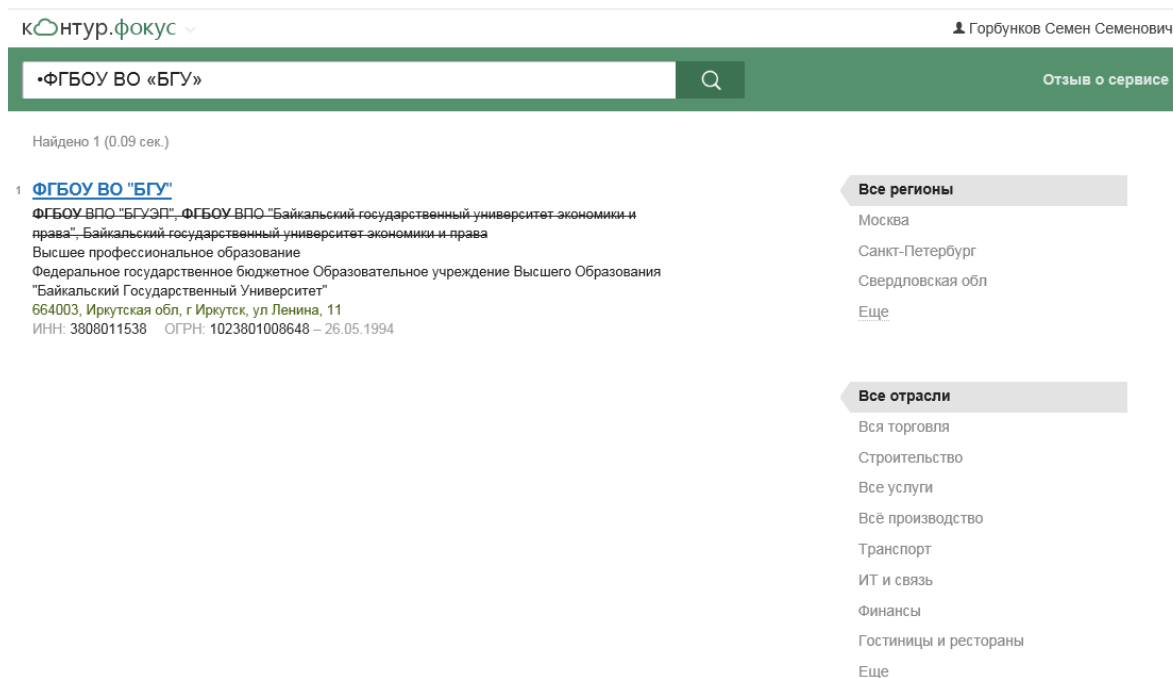 контур.фокус
Горбунков Семен Семенович
•ФГБОУ ВО «БГУ»
Отзыв о сервисе
Найдено 1 (0.09 сек.)
1 ФГБОУ ВО "БГУ"
ФГБОУ ВПО "БГУЭП", ФГБОУ ВПО "Байкальский государственный университет экономики и
права", Байкальский государственный университет экономики и права
Высшее профессиональное образование
Федеральное государственное бюджетное Образовательное учреждение Высшего Образования
"Байкальский Государственный Университет"
664003, Иркутская обл, г Иркутск, ул Ленина, 11
ИНН: 3808011538 ОГРН: 1023801008648 – 26.05.1994
Все регионы
Москва
Санкт-Петербург
Свердловская обл
Еще
Все отрасли
Вся торговля
Строительство
Все услуги
Всё производство
Транспорт
ИТ и связь
Финансы
Гостиницы и рестораны
Еще